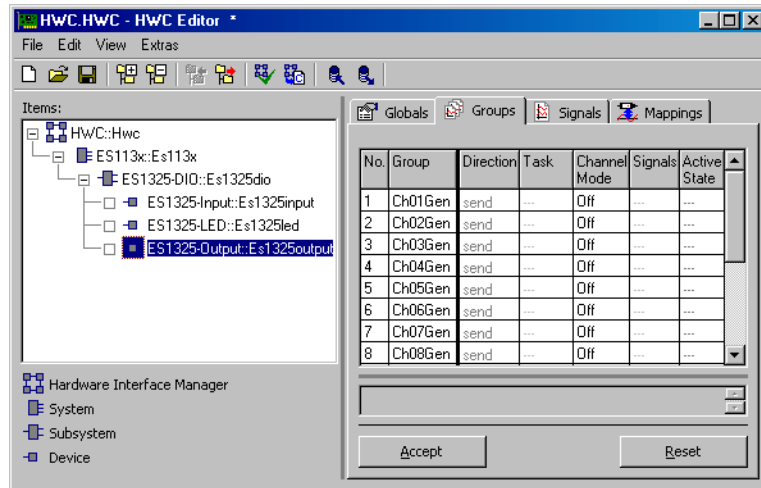 HWC.HWC - HWC Editor *
File Edit View Extras
Items:
HWC::Hwc
ES113x::Es113x
ES1325-DIO::Es1325dio
ES1325-Input::Es1325input
ES1325-LED::Es1325led
ES1325-Output::Es1325output
Hardware Interface Manager
System
Subsystem
Device
Globals Groups Signals Mappings
No. Group Direction Task Channel Mode Signals Active State
1 Ch01Gen send --- Off --- ---
2 Ch02Gen send --- Off --- ---
3 Ch03Gen send --- Off --- ---
4 Ch04Gen send --- Off --- ---
5 Ch05Gen send --- Off --- ---
6 Ch06Gen send --- Off --- ---
7 Ch07Gen send --- Off --- ---
8 Ch08Gen send --- Off --- ---
Accept Reset